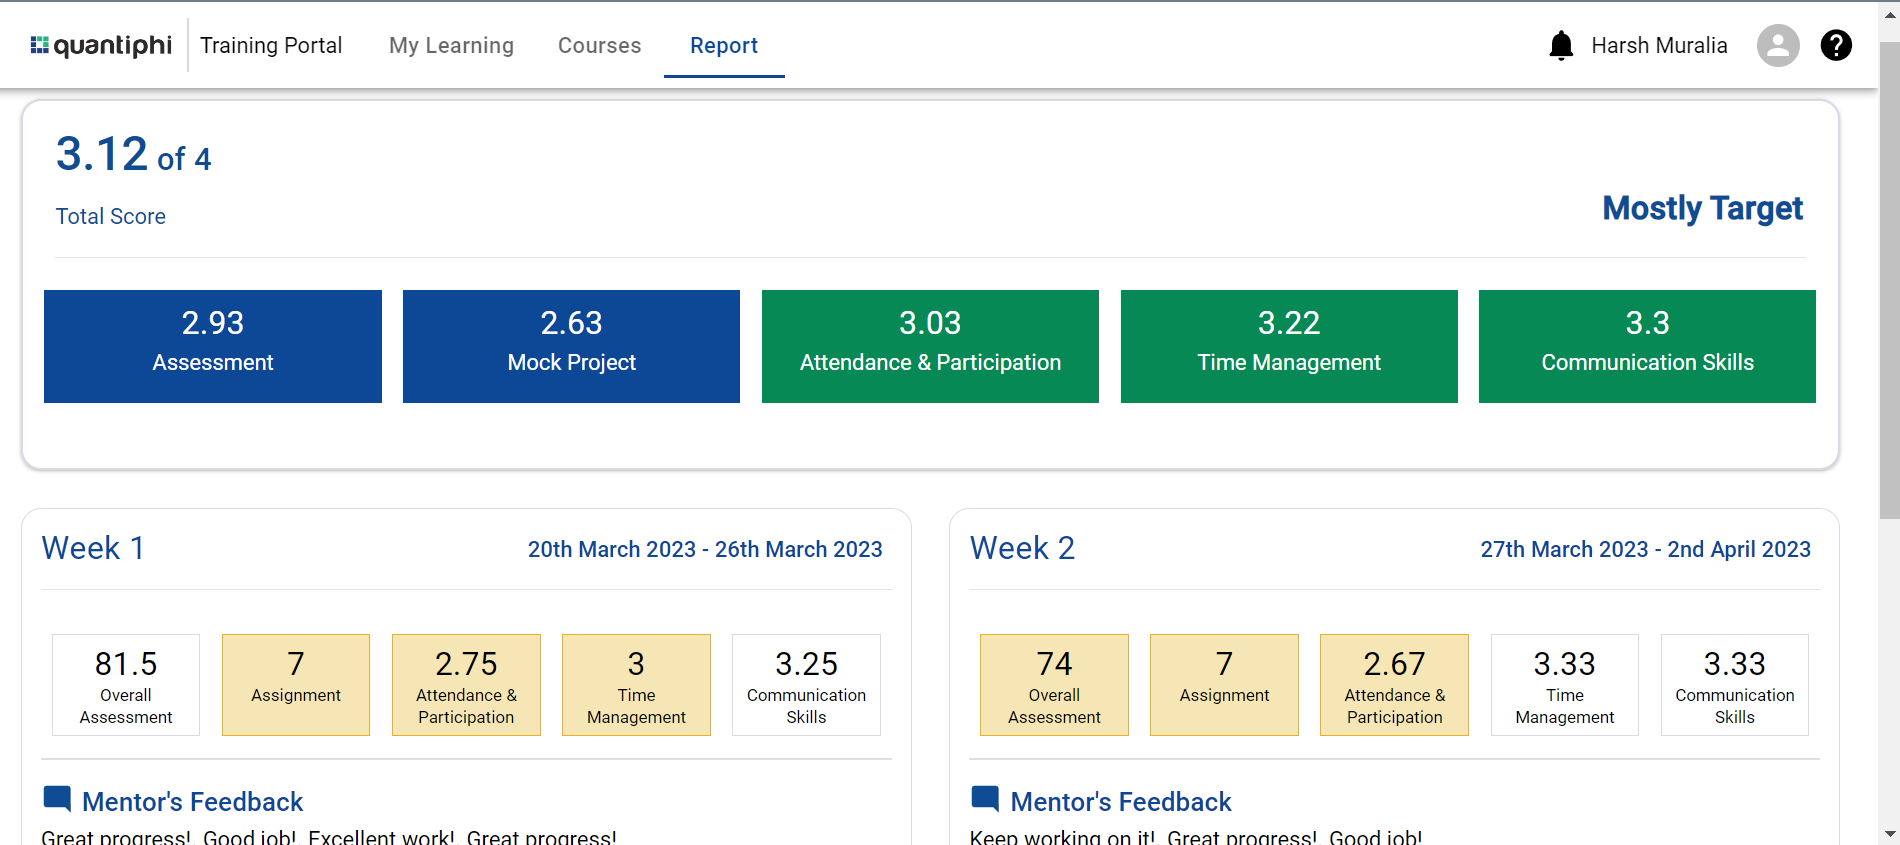 quantiphi
Training Portal
My Learning
Courses
Report
Harsh Muralia
3.12 of 4
Total Score
Mostly Target
2.93
Assessment
2.63
Mock Project
3.03
Attendance & Participation
3.22
Time Management
3.3
Communication Skills
Week 1
20th March 2023 - 26th March 2023
81.5
Overall
Assessment
7
Assignment
2.75
Attendance &
Participation
3
Time
Management
3.25
Communication
Skills
Mentor's Feedback
Great progress!, Good job!, Excellent work!, Great progress!
Week 2
27th March 2023 - 2nd April 2023
74
Overall
Assessment
7
Assignment
2.67
Attendance &
Participation
3.33
Time
Management
3.33
Communication
Skills
Mentor's Feedback
Keep working on it!, Great progress!, Good job!